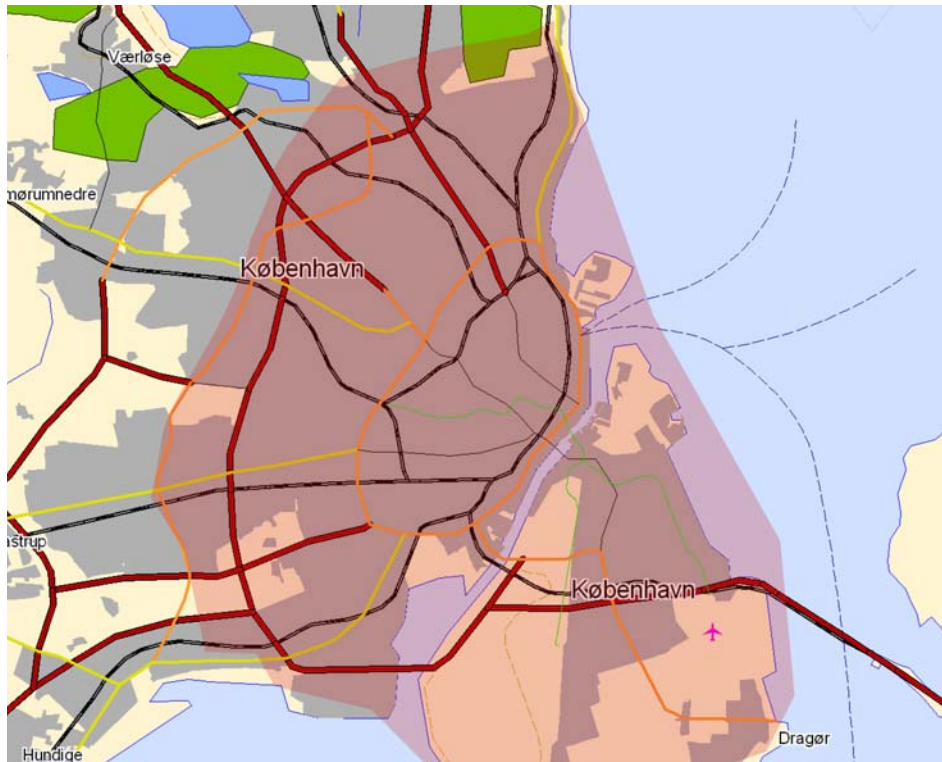 Værløse
mørumnedre
København
astrup
København
Dragør
Hundige